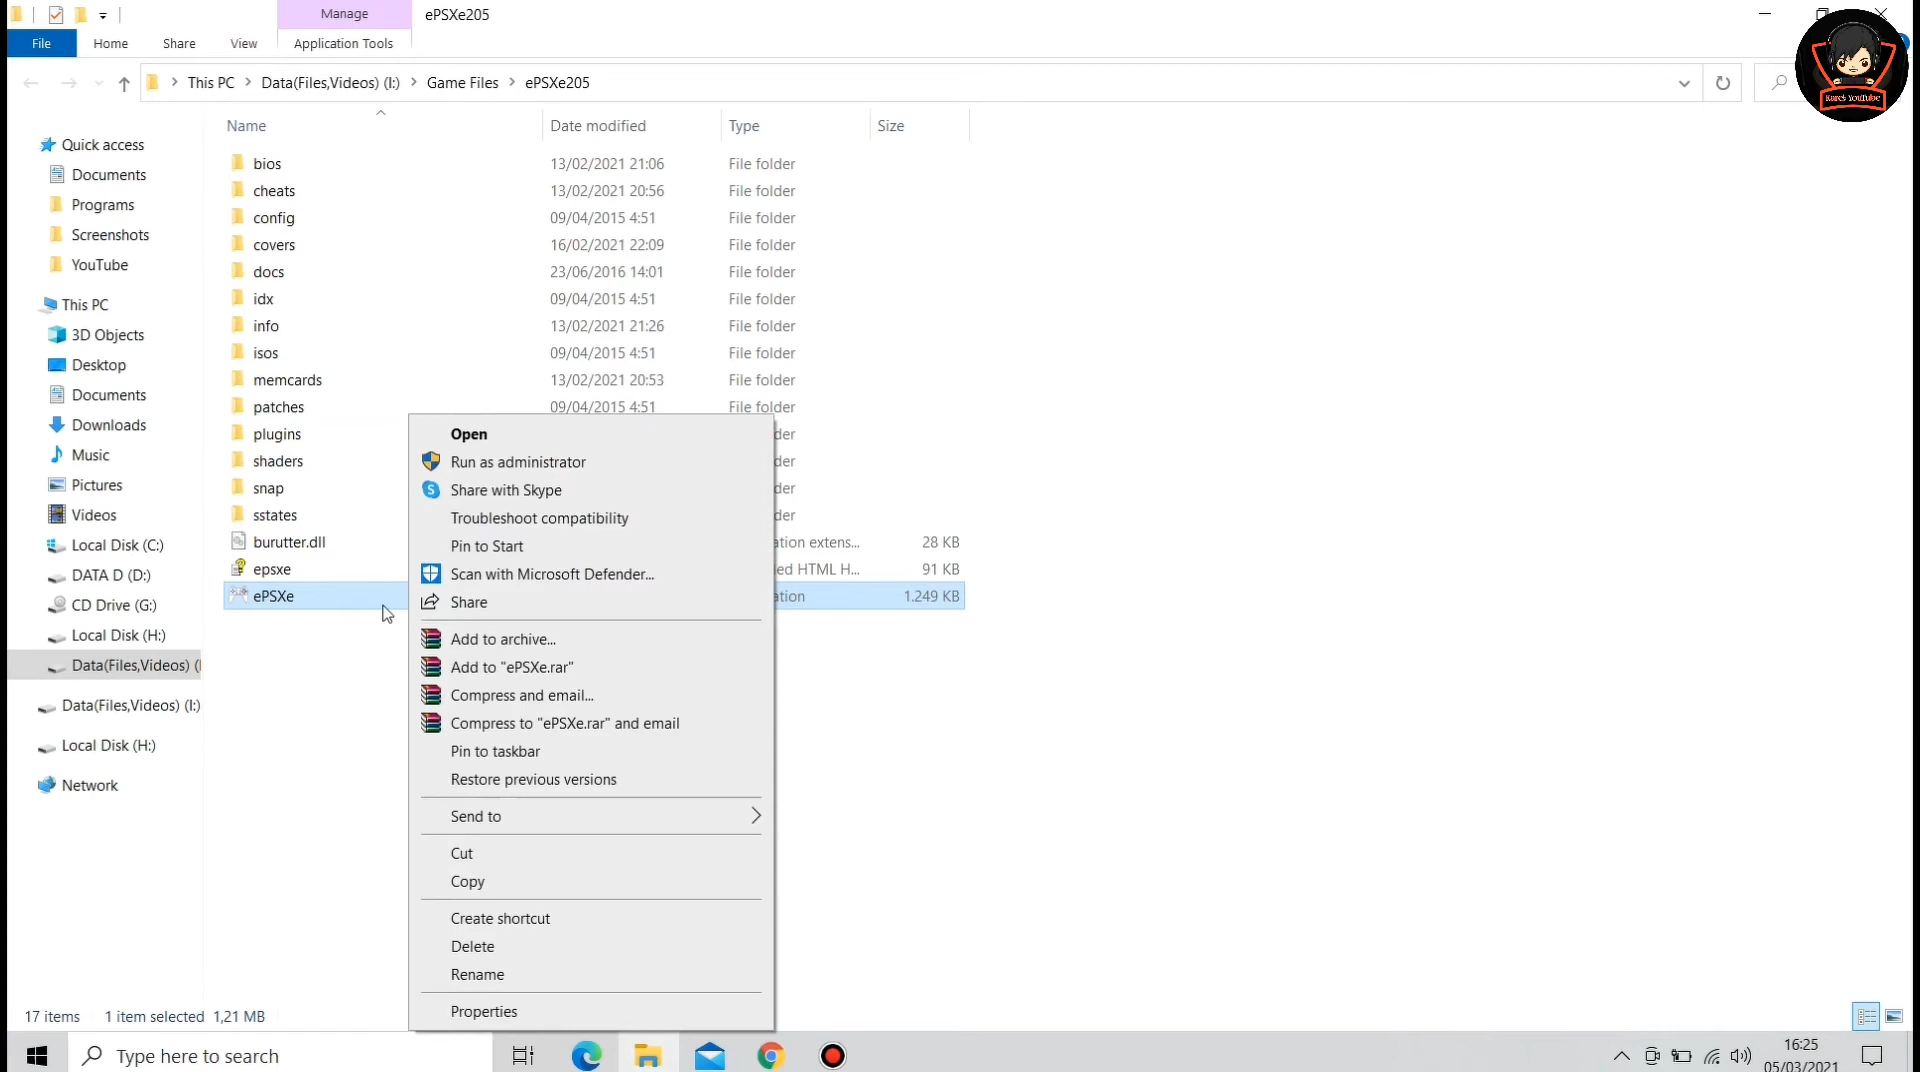 Manage
ePSXe205
File
Home
Share
View
Application Tools
This PC
Data(Files,Videos) (I:)
Game Files
ePSXe205
Kare's YouTube
Name
Date modified
Type
Size
Quick access
Documents
Programs
Screenshots
YouTube
This PC
3D Objects
Desktop
Documents
Downloads
Music
Pictures
Videos
Local Disk (C:)
DATA D (D:)
CD Drive (G:)
Local Disk (H:)
Data(Files,Videos) (
Data(Files,Videos) (I:)
Local Disk (H:)
Network
bios 13/02/2021 21:06 File folder
cheats 13/02/2021 20:56 File folder
config 09/04/2015 4:51 File folder
covers 16/02/2021 22:09 File folder
docs 23/06/2016 14:01 File folder
idx 09/04/2015 4:51 File folder
info 13/02/2021 21:26 File folder
isos 09/04/2015 4:51 File folder
memcards 13/02/2021 20:53 File folder
patches 09/04/2015 4:51 File folder
plugins der
shaders der
snap der
sstates der
burutter.dll ation extens... 28 KB
epsxe ed HTML H... 91 KB
ePSXe ation 1.249 KB
Open
Run as administrator
Share with Skype
Troubleshoot compatibility
Pin to Start
Scan with Microsoft Defender...
Share
Add to archive...
Add to "ePSXe.rar"
Compress and email...
Compress to "ePSXe.rar" and email
Pin to taskbar
Restore previous versions
Send to
Cut
Copy
Create shortcut
Delete
Rename
Properties
17 items 1 item selected 1,21 MB
Type here to search
16:25
05/03/2021